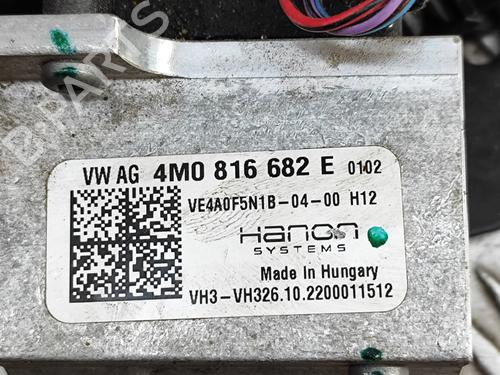 B-PARTS
VW AG 4M0 816 682 E 0102
VE4A0F5N1B-04-00 H12
Hanon
SYSTEMS
Made In Hungary
VH3-VH326.10.2200011512